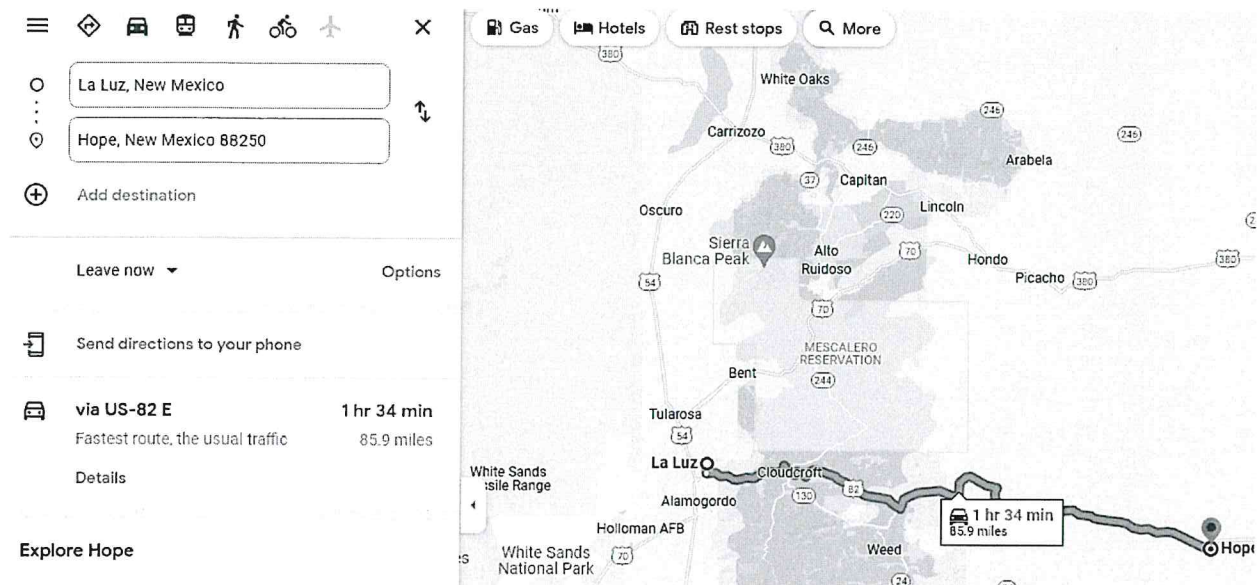 La Luz, New Mexico
Hope, New Mexico 88250
Add destination
Leave now
Options
Send directions to your phone
via US-82 E
1 hr 34 min
Fastest route, the usual traffic
85.9 miles
Details
Explore Hope
Gas
Hotels
Rest stops
More
380
White Oaks
246
Carrizozo
380
246
246
Arabela
37
Capitan
Oscuro
220
Lincoln
Sierra
Blanca Peak
Alto
Ruidoso
70
Hondo
Picacho
380
380
54
70
MESCALERO
RESERVATION
Bent
244
Tularosa
54
La Luz
Cloudcroft
White Sands
ssile Range
130
82
Alamogordo
1 hr 34 min
85.9 miles
Holloman AFB
70
White Sands
National Park
Weed
24
Hope